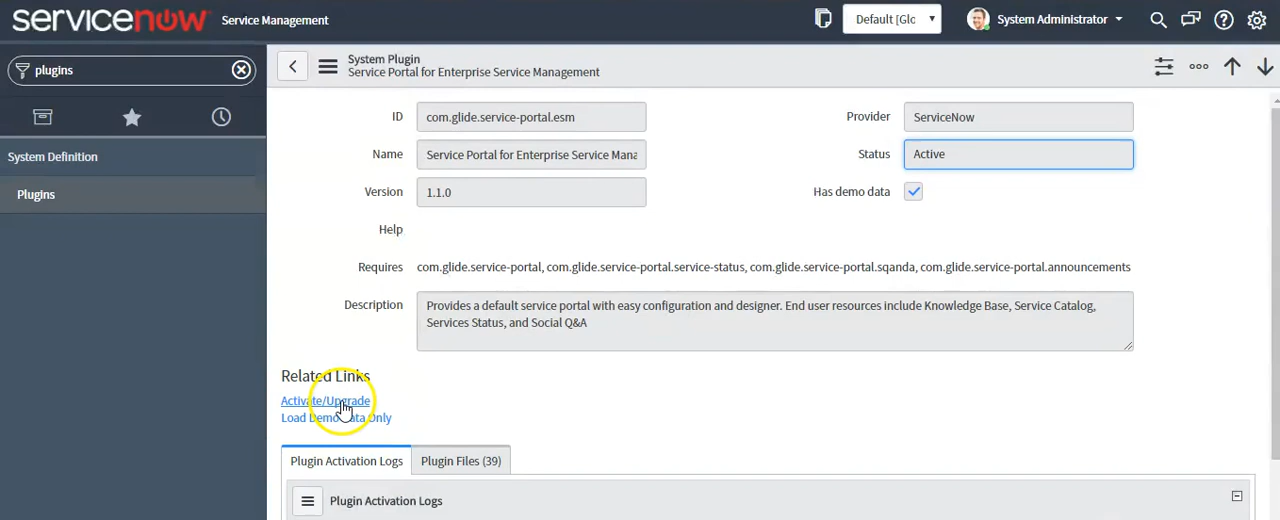 servicenow Service Management
Default [Glo
System Administrator
plugins
System Definition
Plugins
System Plugin
Service Portal for Enterprise Service Management
ID com.glide.service-portal.esm
Provider ServiceNow
Name Service Portal for Enterprise Service Mana
Status Active
Version 1.1.0
Has demo data
Help
Requires com.glide.service-portal, com.glide.service-portal.service-status, com.glide.service-portal.sqanda, com.glide.service-portal.announcements
Description Provides a default service portal with easy configuration and designer. End user resources include Knowledge Base, Service Catalog,
Services Status, and Social Q&A
Related Links
Activate/Upgrade
Load Demo Data Only
Plugin Activation Logs Plugin Files (39)
Plugin Activation Logs